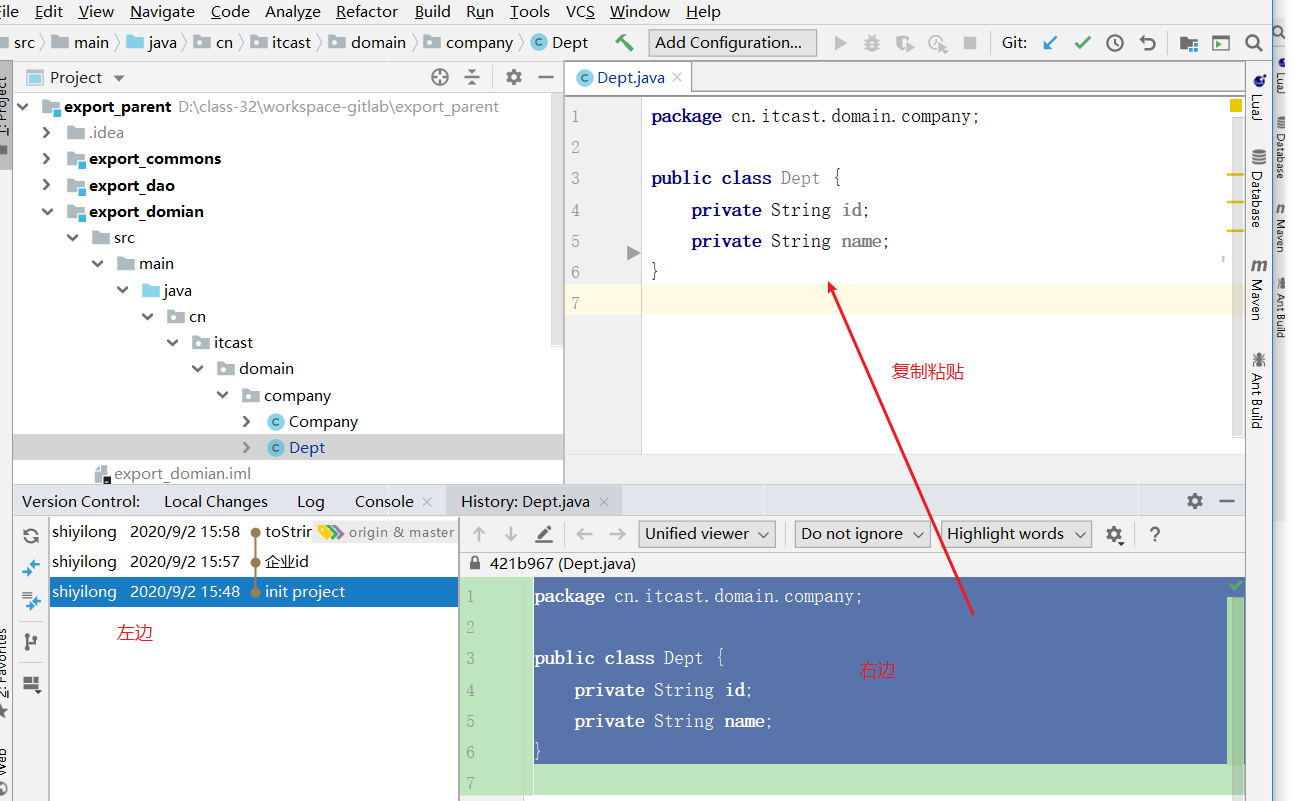 File Edit View Navigate Code Analyze Refactor Build Run Tools VCS Window Help
src main java cn itcast domain company Dept Add Configuration... Git:
Project
Dept.java
1: Project
export_parent D:\class-32\workspace-gitlab\export_parent
.idea
export_commons
export_dao
export_domian
src
main
java
cn
itcast
domain
company
Company
Dept
export_domian.iml
1 package cn.itcast.domain.company;
2
3 public class Dept {
4 private String id;
5 private String name;
6 }
7
复制粘贴
LuaJ
Database
Maven
Ant Build
LuaJ
Database
Maven
Ant Build
Version Control: Local Changes Log Console History: Dept.java
shiyilong 2020/9/2 15:58 toStrir origin & master
shiyilong 2020/9/2 15:57 企业id
shiyilong 2020/9/2 15:48 init project
左边
2: Favorites
Web
Unified viewer Do not ignore Highlight words ?
421b967 (Dept.java)
1 package cn.itcast.domain.company;
2
3 public class Dept {
4 private String id;
5 private String name;
6 }
7
右边